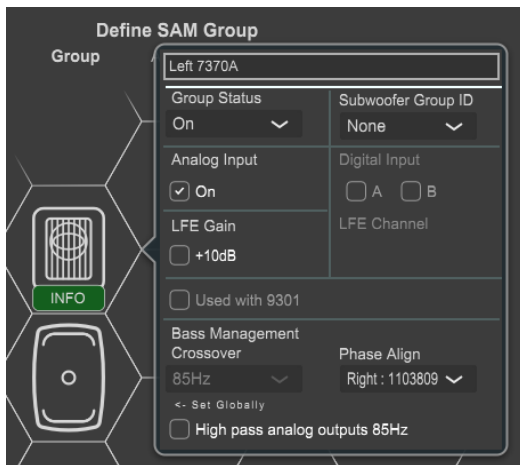 Define SAM Group
Group
Left 7370A
Group Status
On
Subwoofer Group ID
None
Analog Input
On
Digital Input
A B
LFE Gain
+10dB
LFE Channel
INFO
Used with 9301
Bass Management
Crossover
85Hz
Phase Align
Right : 1103809
<- Set Globally
High pass analog outputs 85Hz